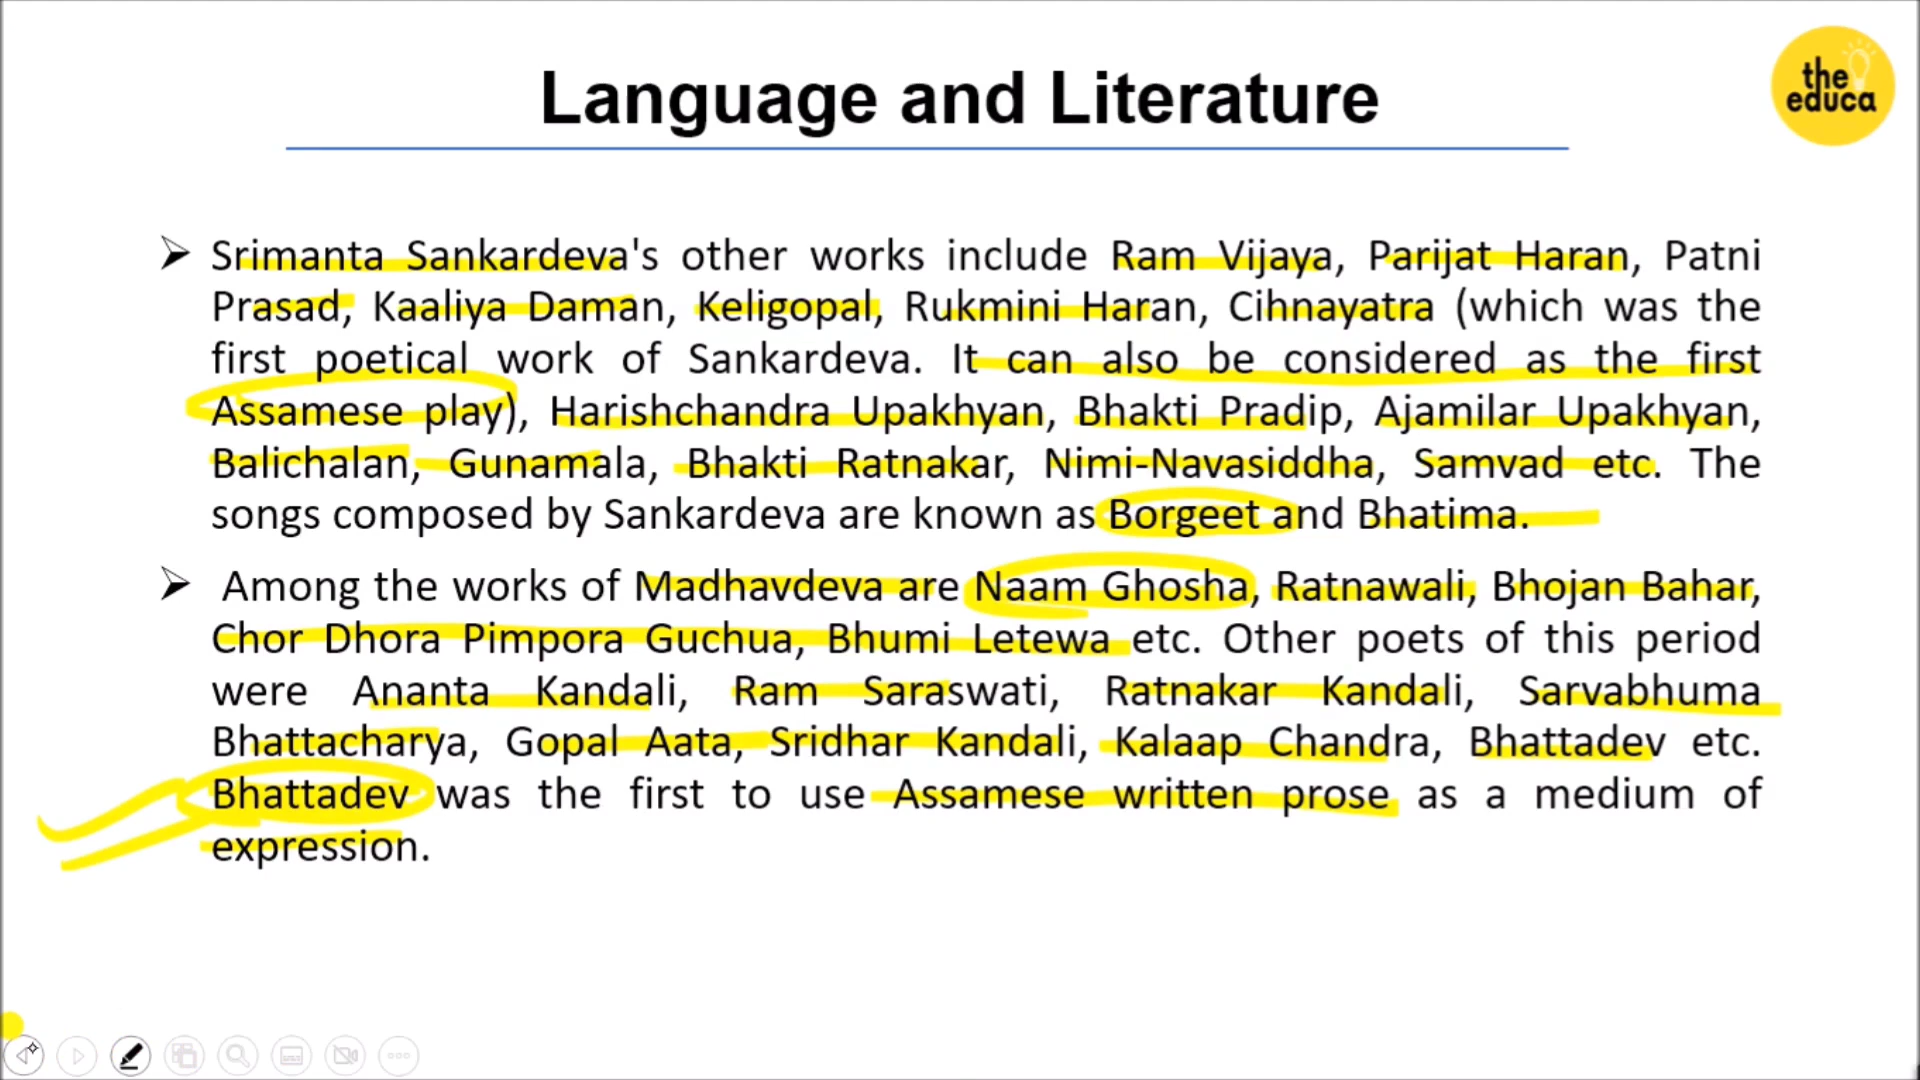 Language and Literature
the
educa
Srimanta Sankardeva's other works include Ram Vijaya, Parijat Haran, Patni
Prasad, Kaaliya Daman, Keligopal, Rukmini Haran, Cihnayatra (which was the
first poetical work of Sankardeva. It can also be considered as the first
Assamese play), Harishchandra Upakhyan, Bhakti Pradip, Ajamilar Upakhyan,
Balichalan, Gunamala, Bhakti Ratnakar, Nimi-Navasiddha, Samvad etc. The
songs composed by Sankardeva are known as Borgeet and Bhatima.
Among the works of Madhavdeva are Naam Ghosha, Ratnawali, Bhojan Bahar,
Chor Dhora Pimpora Guchua, Bhumi Letewa etc. Other poets of this period
were Ananta Kandali, Ram Saraswati, Ratnakar Kandali, Sarvabhuma
Bhattacharya, Gopal Aata, Sridhar Kandali, Kalaap Chandra, Bhattadev etc.
Bhattadev was the first to use Assamese written prose as a medium of
expression.